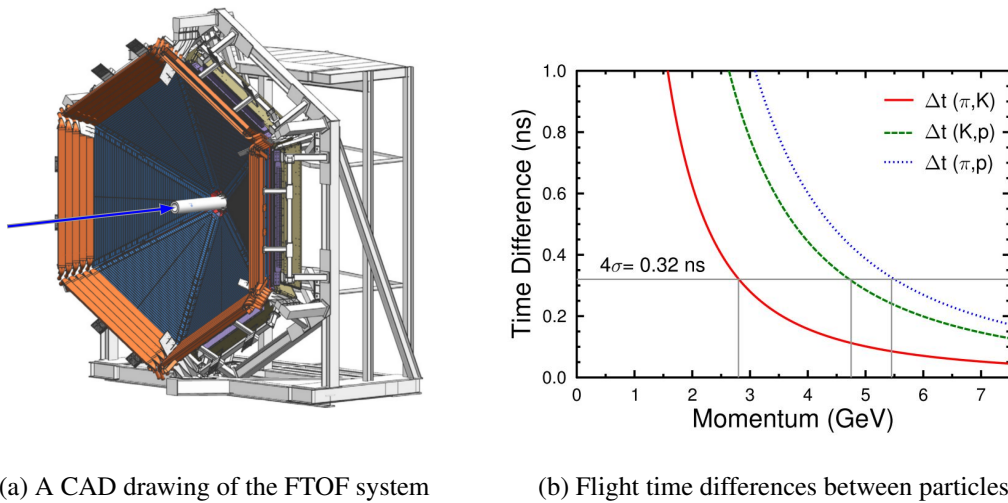 1.0
0.8
0.6
0.4
0.2
0.0
Time Difference (ns)
Δt (π,K)
Δt (K,p)
Δt (π,p)
4σ= 0.32 ns
0 1 2 3 4 5 6 7
Momentum (GeV)
(a) A CAD drawing of the FTOF system
(b) Flight time differences between particles